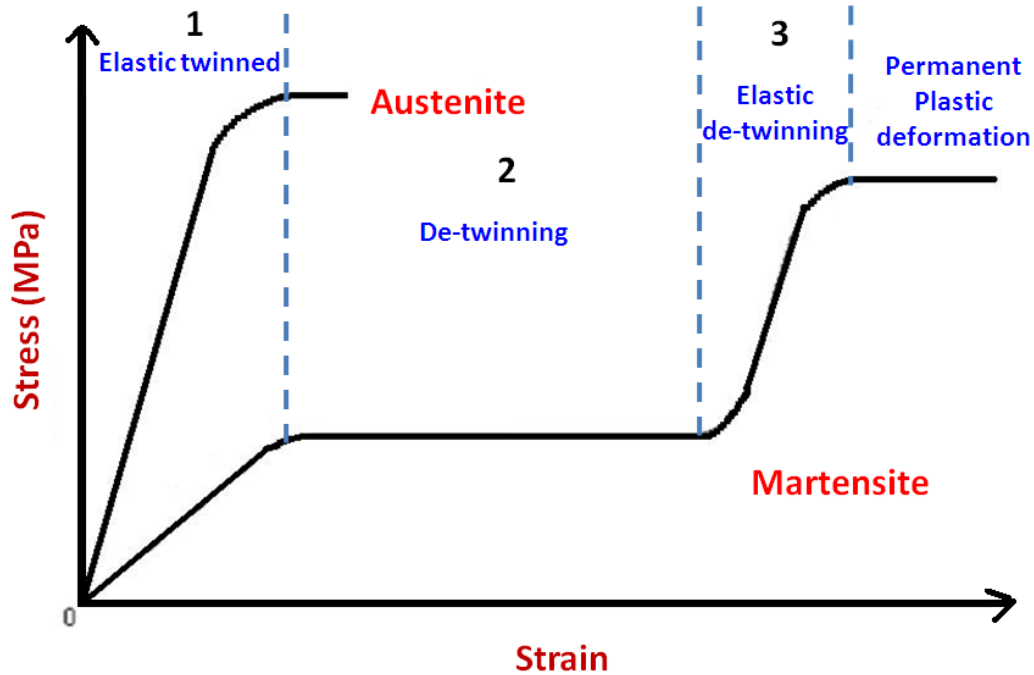 1
Elastic twinned
3
Elastic
de-twinning
Permanent
Plastic
deformation
Austenite
2
De-twinning
Stress (MPa)
Martensite
0
Strain